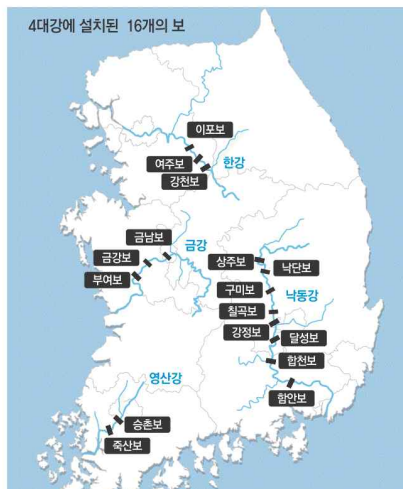 4대강에 설치된 16개의 보
이포보
여주보
한강
강천보
금남보
금강
금강보
부여보
상주보
낙단보
구미보
낙동강
칠곡보
강정보
달성보
합천보
함안보
영산강
승촌보
죽산보